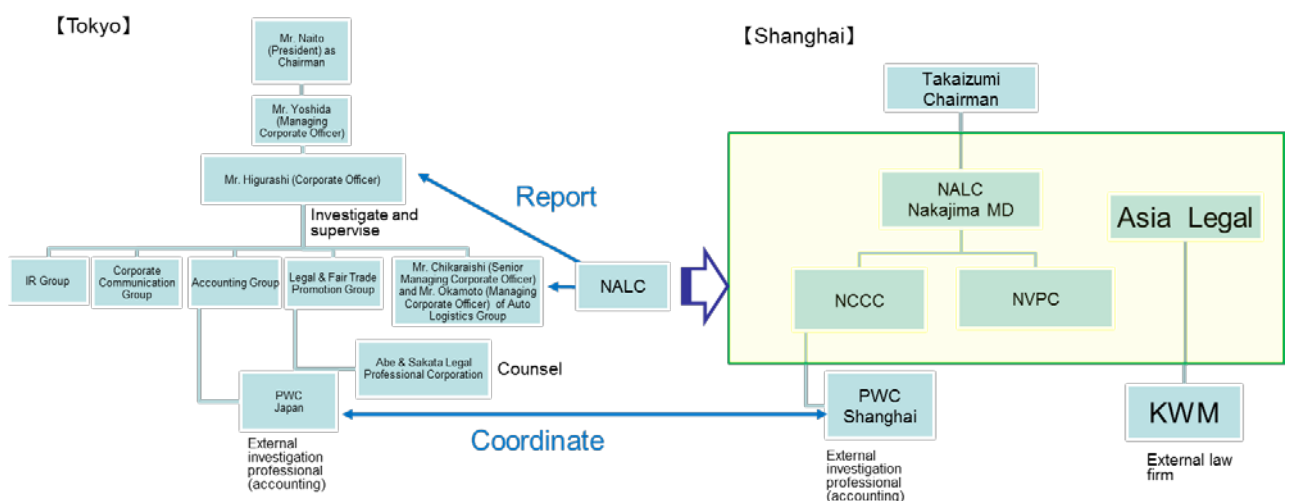 【Tokyo】
Mr. Naito
(President) as
Chairman
Mr. Yoshida
(Managing
Corporate Officer)
Mr. Higurashi (Corporate Officer)
Investigate and
supervise
IR Group
Corporate
Communication
Group
Accounting Group
Legal & Fair Trade
Promotion Group
Mr. Chikaraishi (Senior
Managing Corporate Officer)
and Mr. Okamoto (Managing
Corporate Officer) of Auto
Logistics Group
Abe & Sakata Legal
Professional Corporation
Counsel
PWC
Japan
External
investigation
professional
(accounting)
Report
NALC
Coordinate
【Shanghai】
Takaizumi
Chairman
NALC
Nakajima MD
Asia Legal
NCCC
NVPC
PWC
Shanghai
External
investigation
professional
(accounting)
KWM
External law
firm